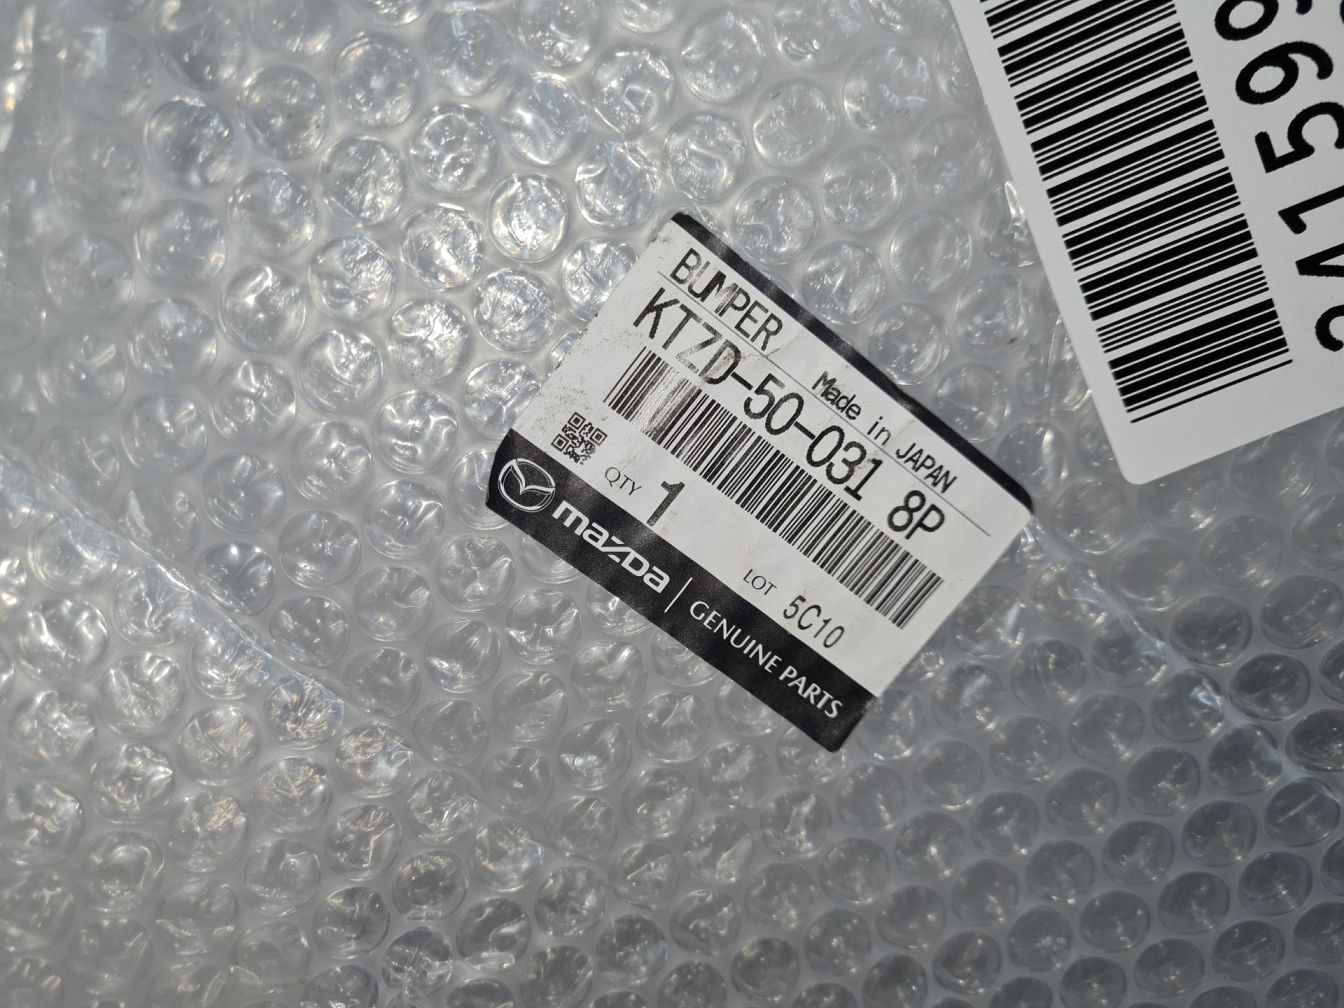 BUMPER
Made in JAPAN
KTZD-50-031 8P
QTY 1
LOT 5C10
mazda | GENUINE PARTS